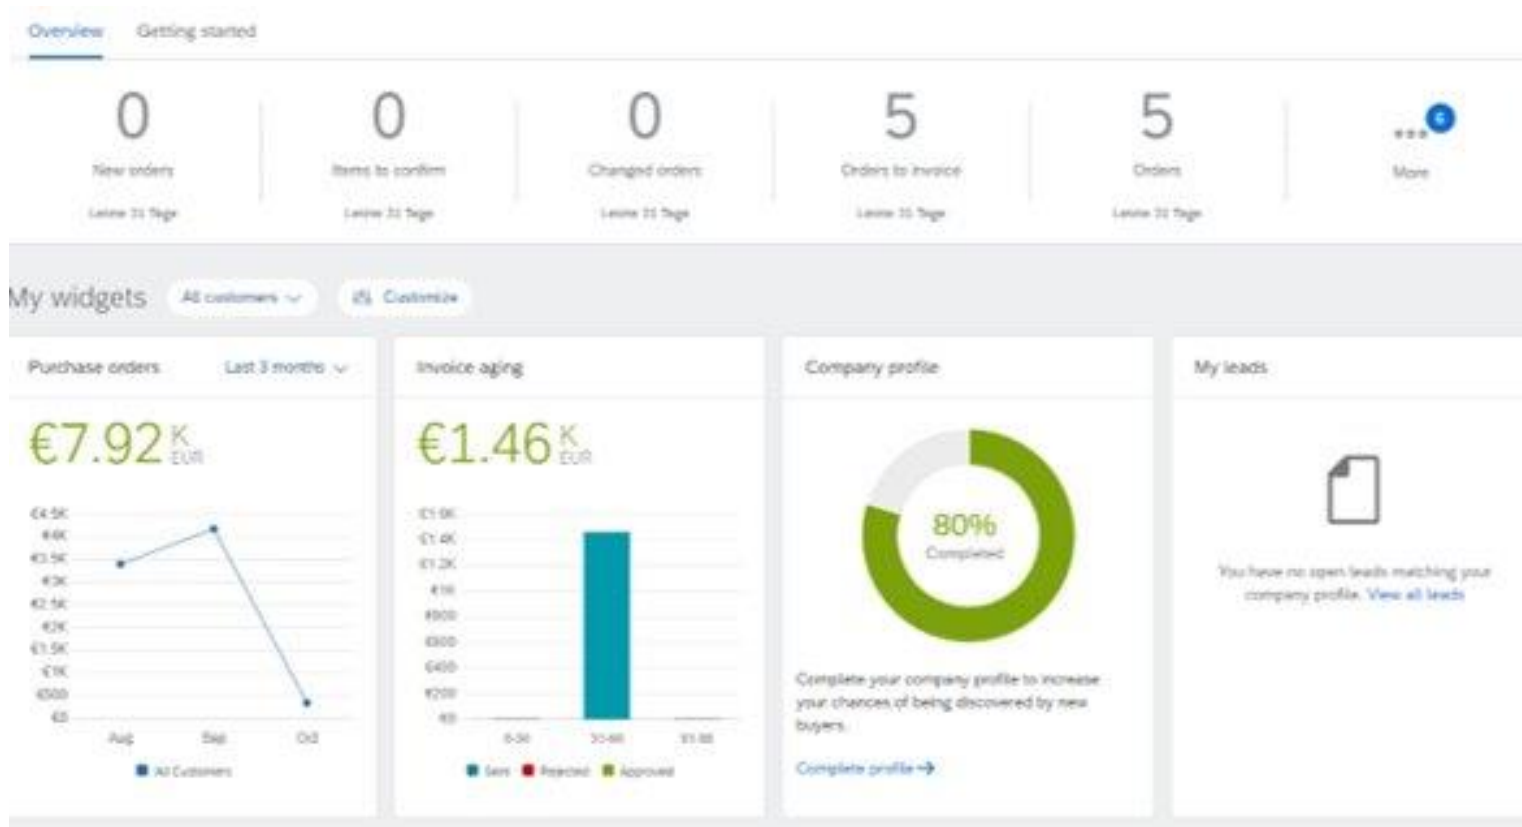 Overview Getting started
0 0 0 5 5 6
New orders Items to confirm Changed orders Orders to invoice Orders More
Letzte 31 Tage Letzte 31 Tage Letzte 31 Tage Letzte 31 Tage Letzte 31 Tage
My widgets All customers Customize
Purchase orders Last 3 months Invoice aging Company profile My leads
€7.92 K EUR €1.46 K EUR
€4.5K
€4K
€3.5K
€3K
€2.5K
€2K
€1.5K
€1K
€500
€0
Aug Sep Oct
All Customers
€1.6K
€1.4K
€1.2K
€1K
€800
€600
€400
€200
€0
0-30 31-60
Sent Rejected Approved
80%
Completed
Complete your company profile to increase
your chances of being discovered by new
buyers.
Complete profile
You have no open leads matching your
company profile. View all leads